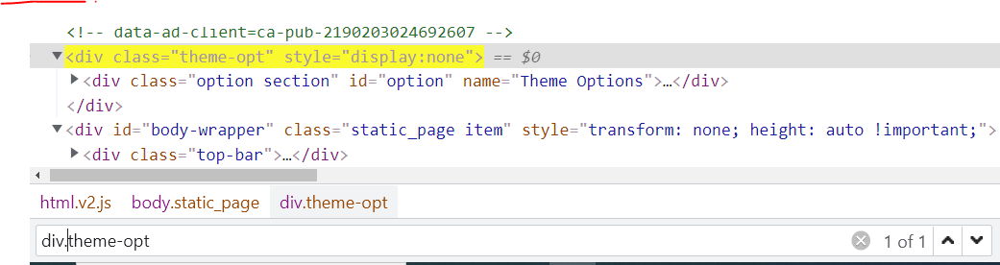 <!-- data-ad-client=ca-pub-2190203024692607 -->
▼<div class="theme-opt" style="display:none"> == $0
▶<div class="option section" id="option" name="Theme Options">…</div>
</div>
▼<div id="body-wrapper" class="static_page item" style="transform: none; height: auto !important;">
▶<div class="top-bar">…</div>
html.v2.js body.static_page div.theme-opt
div.theme-opt 1 of 1